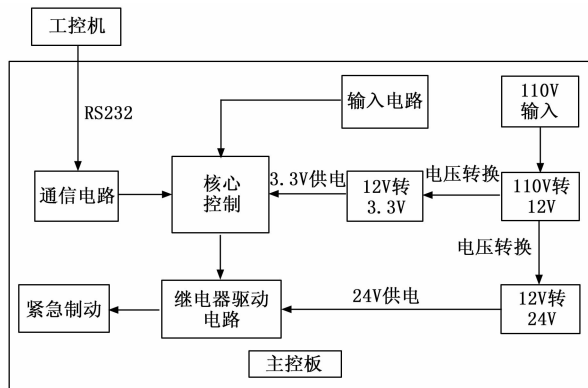 工控机
RS232
输入电路
110V
输入
通信电路
核心
控制
3.3V供电
12V转
3.3V
电压转换
110V转
12V
电压转换
紧急制动
继电器驱动
电路
24V供电
12V转
24V
主控板